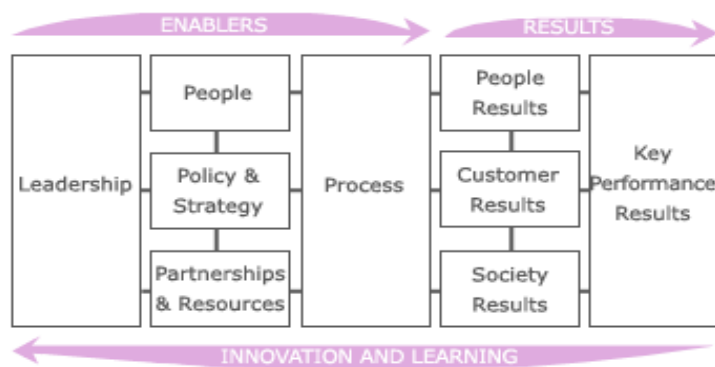 ENABLERS
RESULTS
Leadership
People
Policy &
Strategy
Partnerships
& Resources
Process
People
Results
Customer
Results
Society
Results
Key
Performance
Results
INNOVATION AND LEARNING